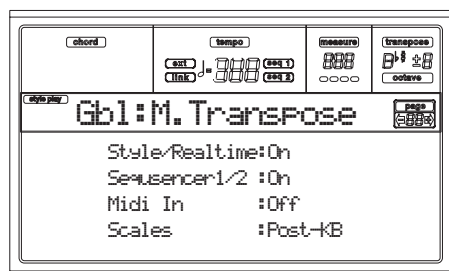 chord tempo measure transpose
ext seq 1
link seq 2
octave
style play
Gbl:M.Transpose
page
Style/Realtime:On
Sequsencer1/2 :On
Midi In :Off
Scales :Post-KB